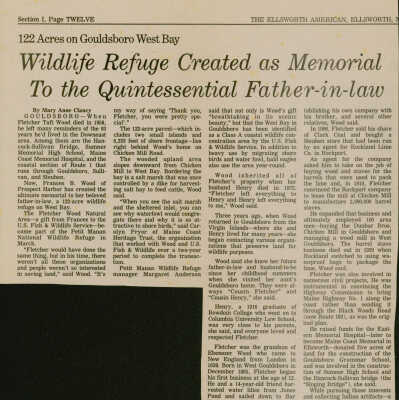 Section I, Page TWELVE
THE ELLSWORTH AMERICAN, ELLSWORTH,
122 Acres on Gouldsboro West Bay
Wildlife Refuge Created as Memorial
To the Quintessential Father-in-law
By Mary Anne Clancy
GOULDSBORO—When
Fletcher Taft Wood died in 1958,
he left many reminders of the 83
years he'd lived in the Downeast
area. Among them are the Han-
cock-Sullivan Bridge, Sumner
Memorial High School, Maine
Coast Memorial Hospital, and the
coastal section of Route 1 that
runs through Gouldsboro, Sulli-
van, and Steuben.
Now, Frances B. Wood of
Prospect Harbor has created the
ultimate memorial to her beloved
father-in-law, a 122-acre wildlife
refuge on West Bay.
The Fletcher Wood Natural
Area—a gift from Frances to the
U.S. Fish & Wildlife Service—be-
came part of the Petit Manan
National Wildlife Refuge in
March.
"Fletcher would have done the
same thing, but in his time, there
weren't all these organizations
and people weren't so interested
in saving land," said Wood. "It's
my way of saying 'Thank you,
Fletcher, you were pretty spe-
cial'."
The 122-acre parcel—which in-
cludes two small islands and
4,230 feet of shore frontage—lies
right behind Wood's home on
Chicken Mill Road.
The wooded upland area
slopes downward from Chicken
Mill to West Bay. Bordering the
bay is a salt marsh that was once
controlled by a dike for harvest-
ing salt hay to feed cattle, Wood
said.
"When you see the salt marsh
and the sheltered inlet, you can
see why waterfowl would congre-
gate there and why it is so at-
tractive to shore birds," said Car-
olyn Pryor of Maine Coast
Heritage Trust, the organization
that worked with Wood and U.S.
Fish & Wildlife over a two-year
period to complete the transac-
tion.
Petit Manan Wildlife Refuge
manager Margaret Anderson
said that not only is Wood's gift
"breathtaking in its scenic
beauty," but that the West Bay in
Gouldsboro has been identified
as a Class A coastal wildlife con-
centration area by the U.S. Fish
& Wildlife Service. In addition to
heavy use by migrating shore
birds and water fowl, bald eagles
also use the area year-round.
Wood inherited all of
Fletcher's property when her
husband Henry died in 1971.
"Fletcher left everything to
Henry and Henry left everything
to me," Wood said.
Three years ago, when Wood
returned to Gouldsboro from the
Virgin Islands—where she and
Henry lived for many years—she
began contacting various organi-
zations that preserve land for
wildlife purposes.
Wood said she knew her future
father-in-law and husband-to-be
since her childhood summers
when she visited her aunt's
Gouldsboro home. They were al-
ways "Cousin Fletcher" and
"Cousin Henry," she said.
Henry, a 1916 graduate of
Bowdoin College who went on to
Columbia University Law School,
was very close to his parents,
she said, and everyone loved and
respected Fletcher.
Fletcher was the grandson of
Ebenezer Wood who came to
New England from London in
Born in West Gouldsboro in
December 1865, Fletcher began
his first business at the age of 12.
He and a 14-year-old friend har-
vested water lilies from Jones
Pond and sailed down to Bar
tablishing his own company with
his brother, and several other
relatives, Wood said.
In 1896, Fletcher sold his share
of Clark Coal and bought a
Steuben store that had been run
by an agent for Rockland Lime
Co. in Rockport.
As agent for the company
asked him to take on the job of
buying wood and staves for the
barrels that were used to pack
the lime and, in 1918, Fletcher
convinced the Rockport company
to lease the mill at Chicken Mill
to manufacture 2,000,000 barrel
staves.
He expanded that business and
ultimately employed 100 area
men—buying the Dunbar Bros.
Chicken Mill in Gouldsboro and
managing a wood mill in West
Gouldsboro. The barrel stave
business died out in 1929 when
Rockland switched to using wa-
terproof bags to package the
lime, Wood said.
Fletcher was also involved in
numerous civic projects. He was
instrumental in convincing the
Highway Commission to bring
Maine Highway No. 1 along the
coast rather than sending it
through the Black Woods Road
(now Route 182), as was the orig-
inal plan.
He raised funds for the East-
ern Memorial Hospital—later to
become Maine Coast Memorial in
Ellsworth—donated five acres of
land for the construction of the
Gouldsboro Grammar School,
and was involved in the construc-
tion of Sumner High School and
the Hancock-Sullivan bridge (the
"Singing Bridge"), she said.
While pursuing these interests
and collecting Indian artifacts—a